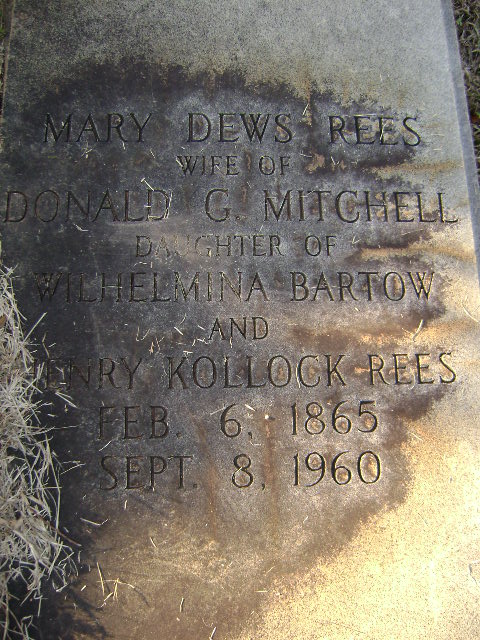 MARY DEWS REES
WIFE OF
DONALD G. MITCHELL
DAUGHTER OF
WILHELMINA BARTOW
AND
HENRY KOLLOCK REES
FEB. 6, 1865
SEPT. 8, 1960